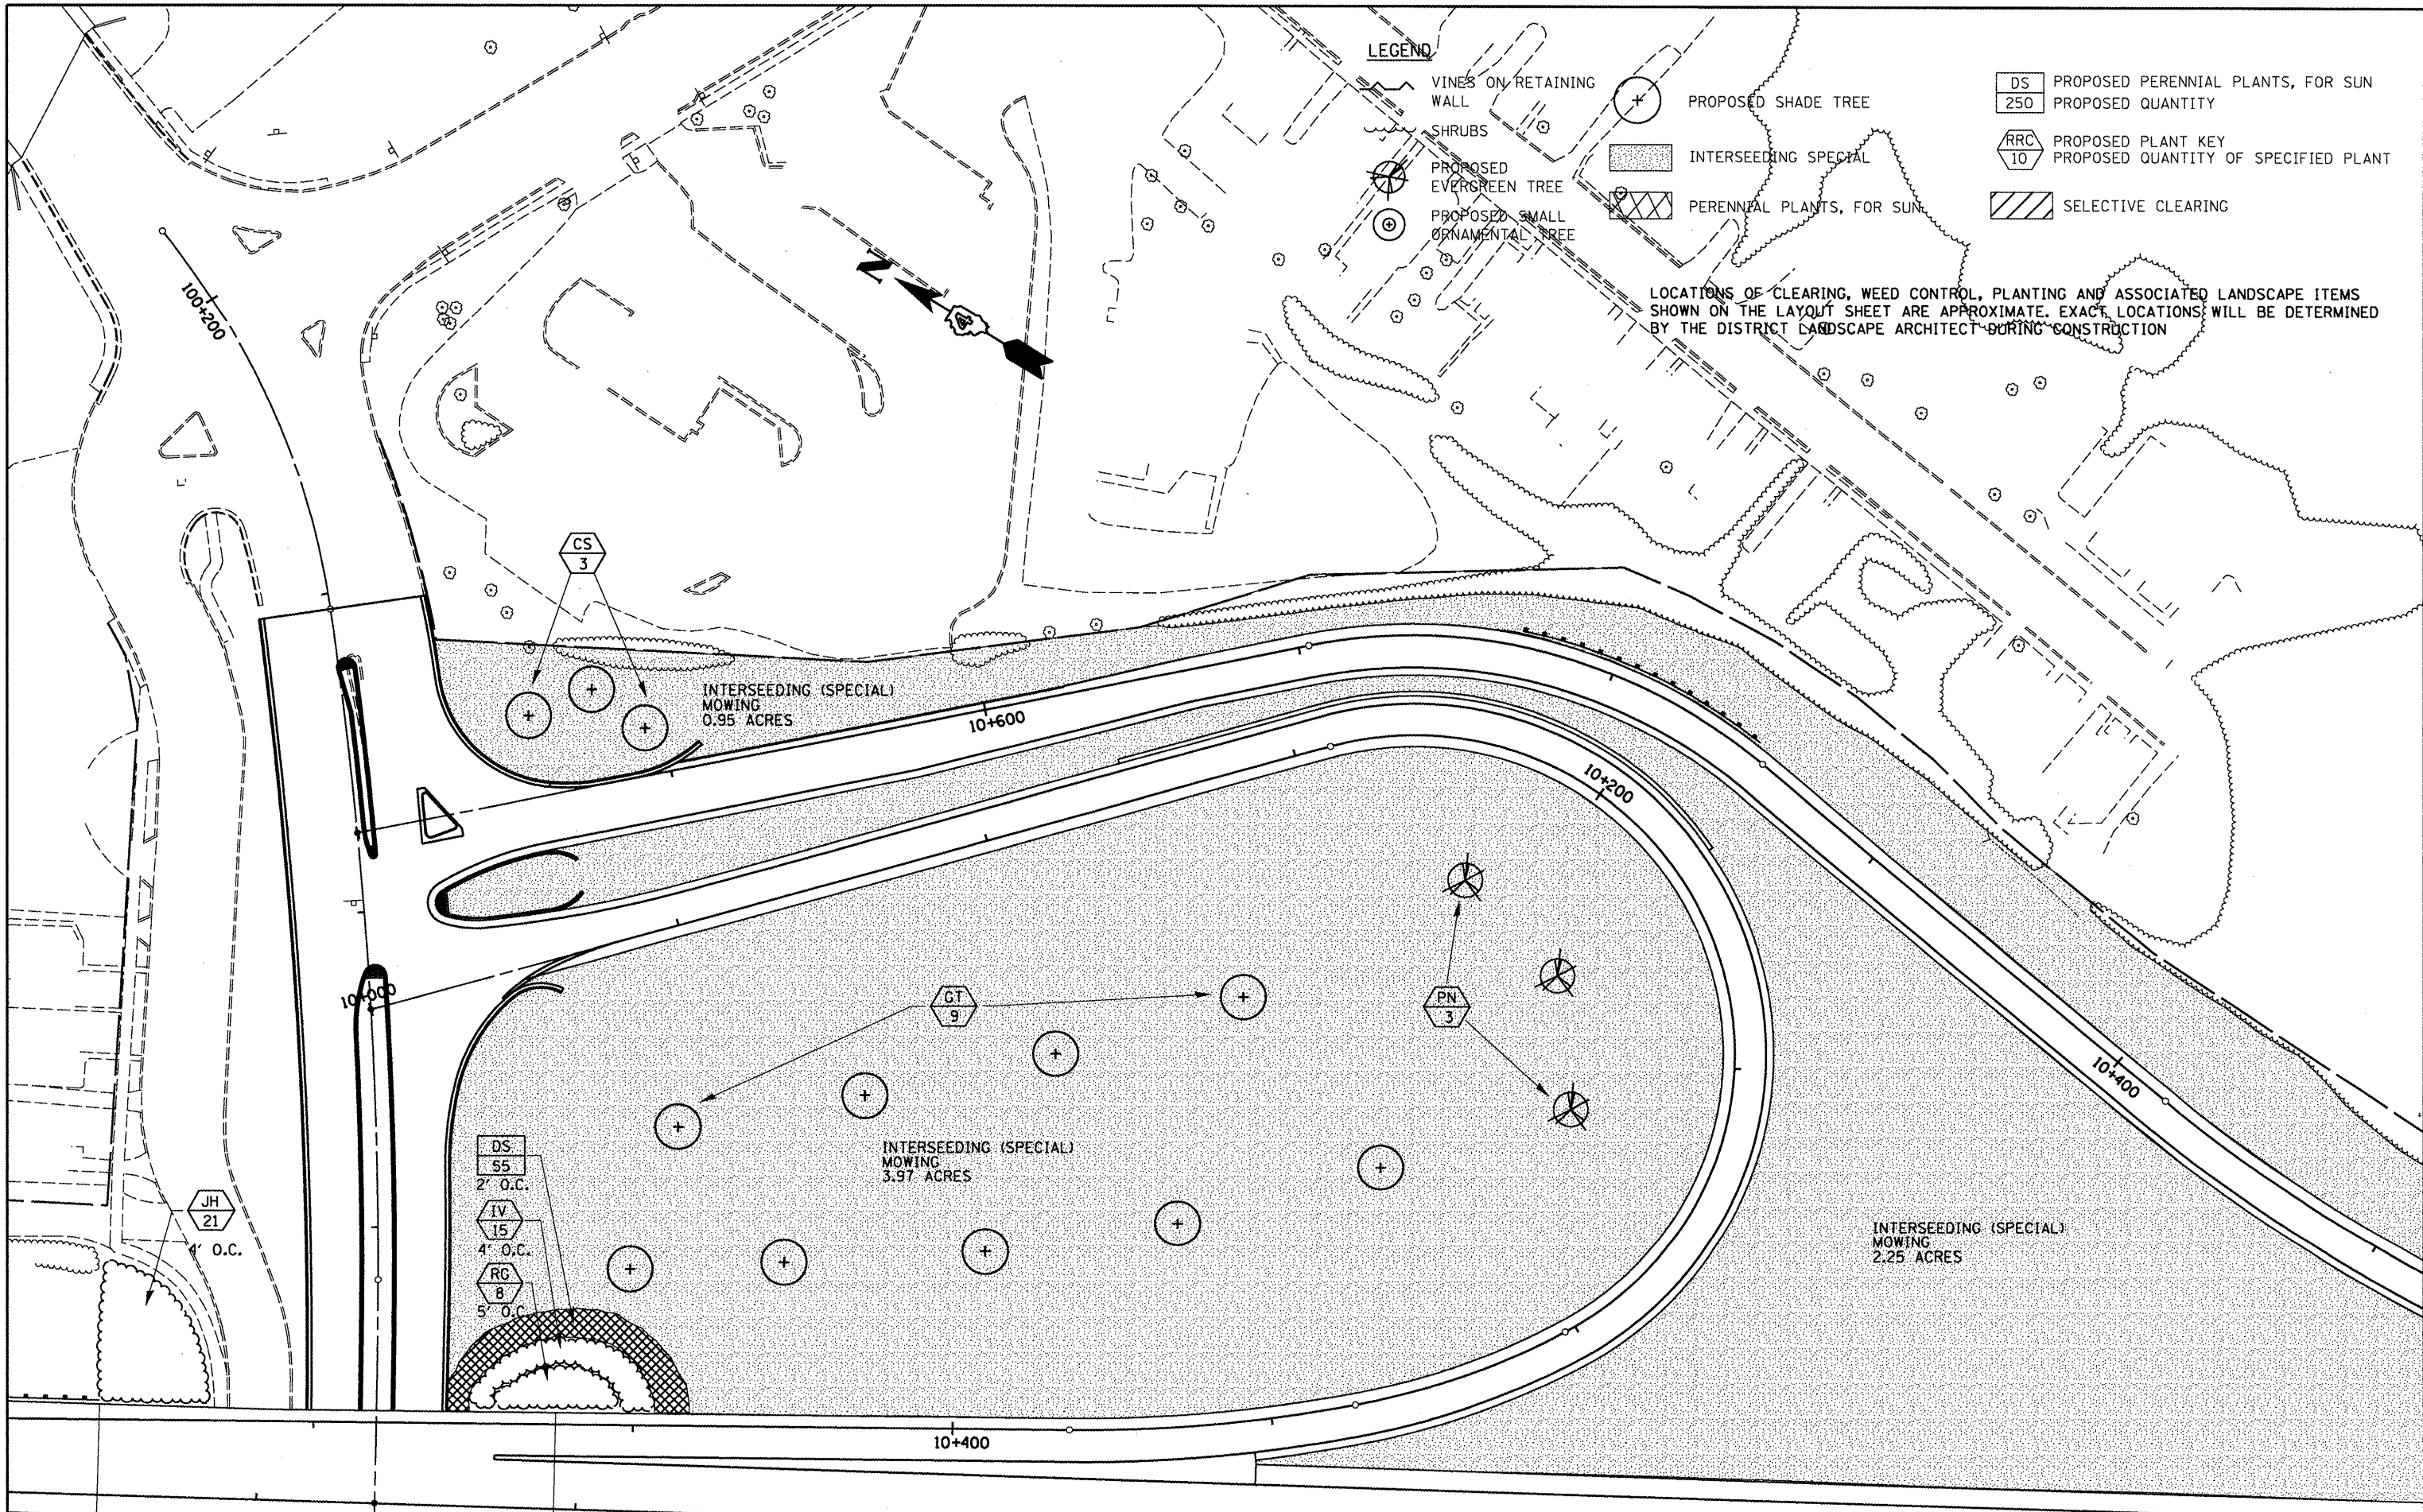 LEGEND
VINES ON RETAINING
WALL
SHRUBS
PROPOSED
EVERGREEN TREE
PROPOSED SMALL
ORNAMENTAL TREE
PROPOSED SHADE TREE
INTERSEEDING SPECIAL
PERENNIAL PLANTS, FOR SUN
DS PROPOSED PERENNIAL PLANTS, FOR SUN
250 PROPOSED QUANTITY
RRC PROPOSED PLANT KEY
10 PROPOSED QUANTITY OF SPECIFIED PLANT
SELECTIVE CLEARING
LOCATIONS OF CLEARING, WEED CONTROL, PLANTING AND ASSOCIATED LANDSCAPE ITEMS
SHOWN ON THE LAYOUT SHEET ARE APPROXIMATE. EXACT LOCATIONS WILL BE DETERMINED
BY THE DISTRICT LANDSCAPE ARCHITECT DURING CONSTRUCTION
N
100+200
CS
3
INTERSEEDING (SPECIAL)
MOWING
0.95 ACRES
10+600
10+200
10+000
GT
9
PN
3
10+400
DS
55
2' O.C.
IV
15
4' O.C.
RG
8
5' O.C.
JH
21
4' O.C.
INTERSEEDING (SPECIAL)
MOWING
3.97 ACRES
INTERSEEDING (SPECIAL)
MOWING
2.25 ACRES
10+400